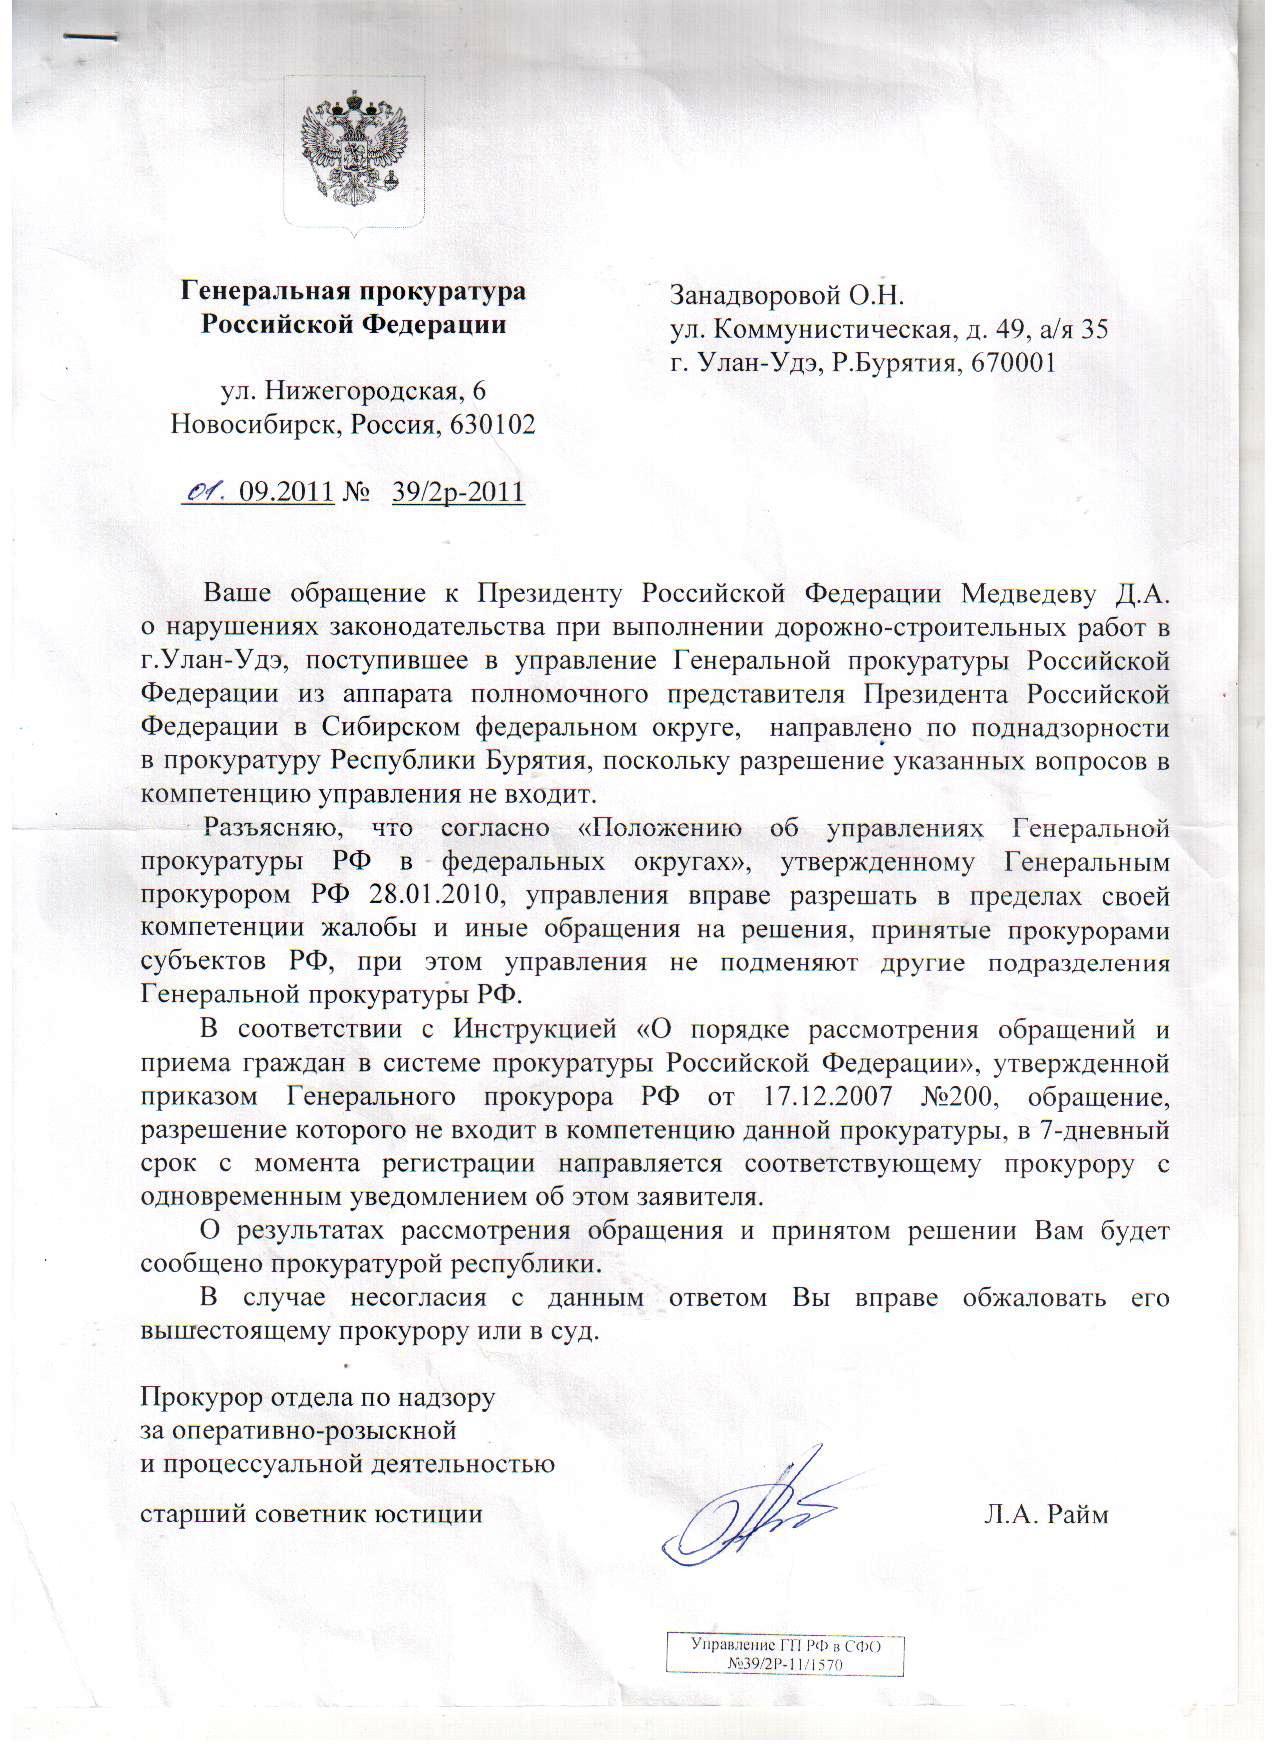 Генеральная прокуратура
Российской Федерации
ул. Нижегородская, 6
Новосибирск, Россия, 630102
01. 09.2011 № 39/2р-2011
Занадворовой О.Н.
ул. Коммунистическая, д. 49, а/я 35
г. Улан-Удэ, Р.Бурятия, 670001
Ваше обращение к Президенту Российской Федерации Медведеву Д.А.
о нарушениях законодательства при выполнении дорожно-строительных работ в
г.Улан-Удэ, поступившее в управление Генеральной прокуратуры Российской
Федерации из аппарата полномочного представителя Президента Российской
Федерации в Сибирском федеральном округе, направлено по поднадзорности
в прокуратуру Республики Бурятия, поскольку разрешение указанных вопросов в
компетенцию управления не входит.
Разъясняю, что согласно «Положению об управлениях Генеральной
прокуратуры РФ в федеральных округах», утвержденному Генеральным
прокурором РФ 28.01.2010, управления вправе разрешать в пределах своей
компетенции жалобы и иные обращения на решения, принятые прокурорами
субъектов РФ, при этом управления не подменяют другие подразделения
Генеральной прокуратуры РФ.
В соответствии с Инструкцией «О порядке рассмотрения обращений и
приема граждан в системе прокуратуры Российской Федерации», утвержденной
приказом Генерального прокурора РФ от 17.12.2007 №200, обращение,
разрешение которого не входит в компетенцию данной прокуратуры, в 7-дневный
срок с момента регистрации направляется соответствующему прокурору с
одновременным уведомлением об этом заявителя.
О результатах рассмотрения обращения и принятом решении Вам будет
сообщено прокуратурой республики.
В случае несогласия с данным ответом Вы вправе обжаловать его
вышестоящему прокурору или в суд.
Прокурор отдела по надзору
за оперативно-розыскной
и процессуальной деятельностью
старший советник юстиции Л.А. Райм
Управление ГП РФ в СФО
№39/2Р-11/1570